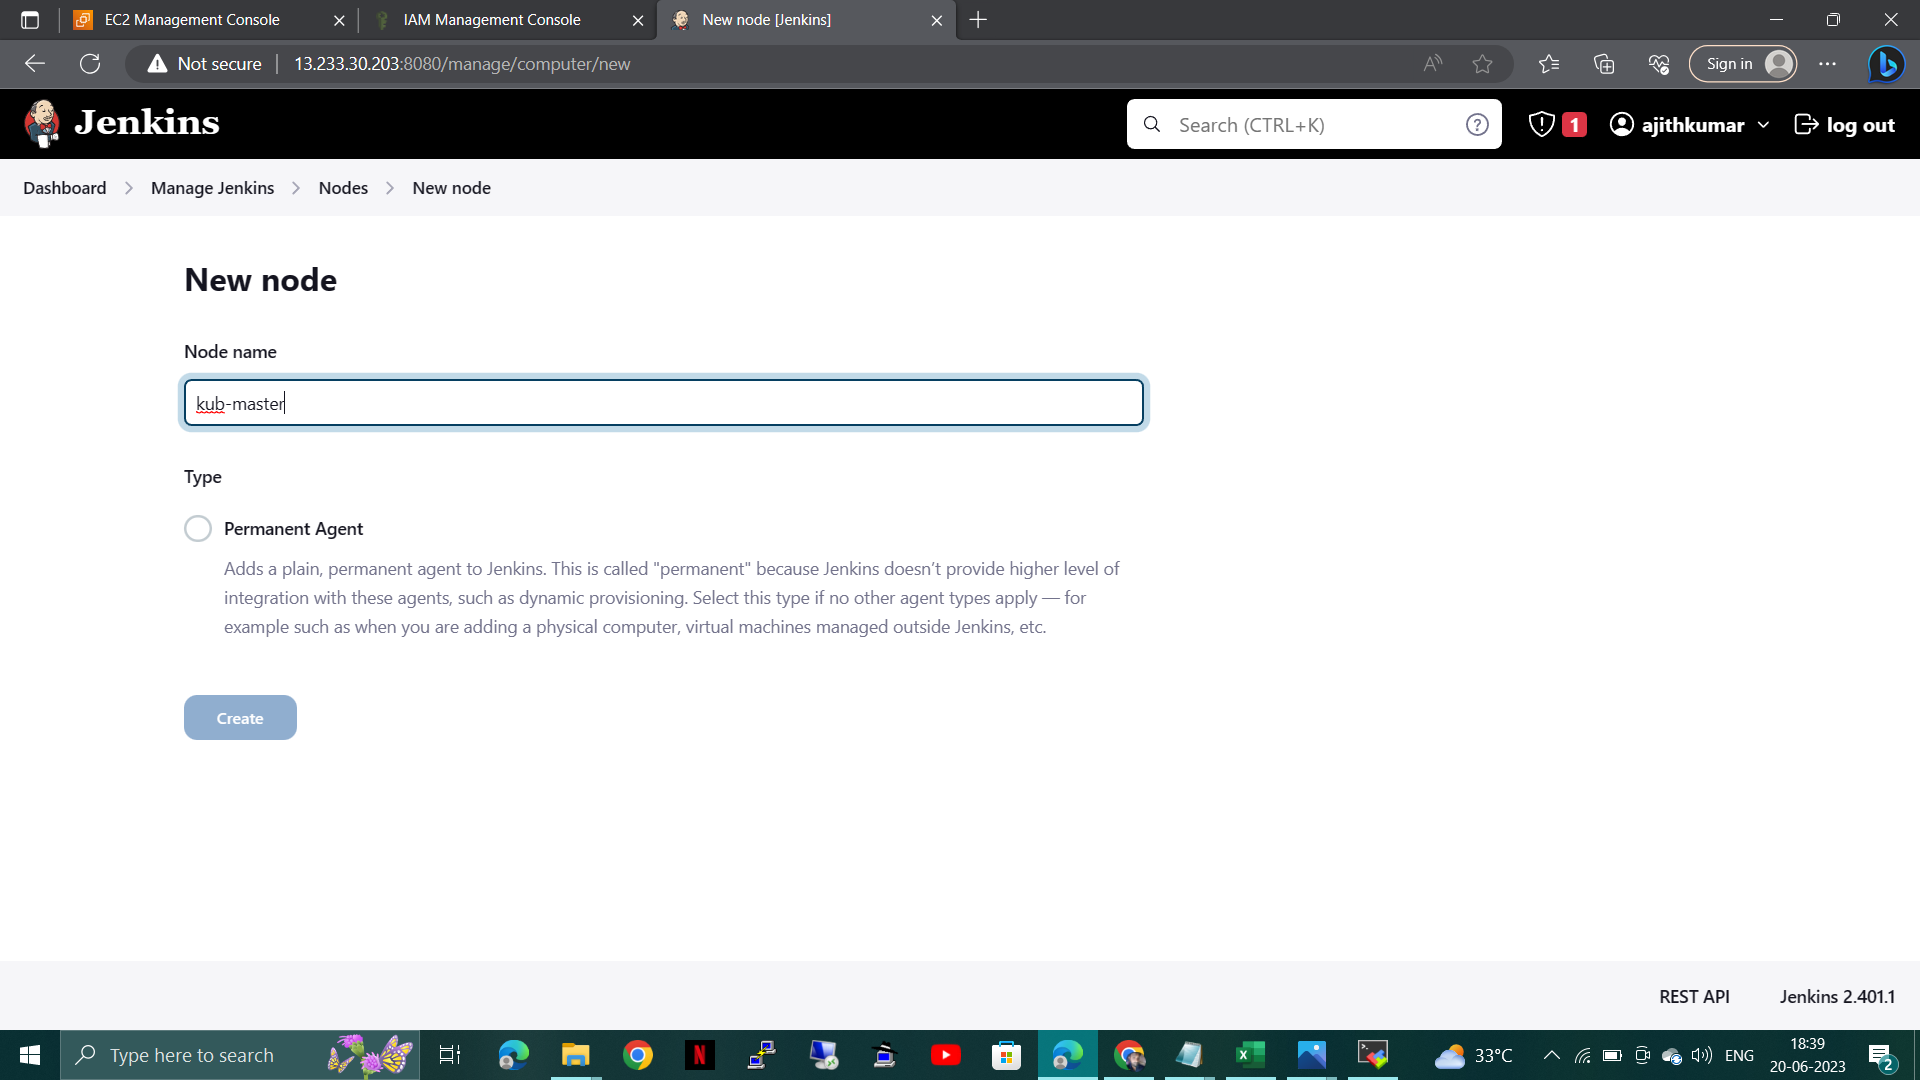 EC2 Management Console
IAM Management Console
New node [Jenkins]
Not secure
13.233.30.203:8080/manage/computer/new
Sign in
Jenkins
Search (CTRL+K)
1
ajithkumar
log out
Dashboard
Manage Jenkins
Nodes
New node
New node
Node name
kub-master
Type
Permanent Agent
Adds a plain, permanent agent to Jenkins. This is called "permanent" because Jenkins doesn’t provide higher level of
integration with these agents, such as dynamic provisioning. Select this type if no other agent types apply — for
example such as when you are adding a physical computer, virtual machines managed outside Jenkins, etc.
Create
REST API
Jenkins 2.401.1
Type here to search
33°C
ENG
18:39
20-06-2023
2